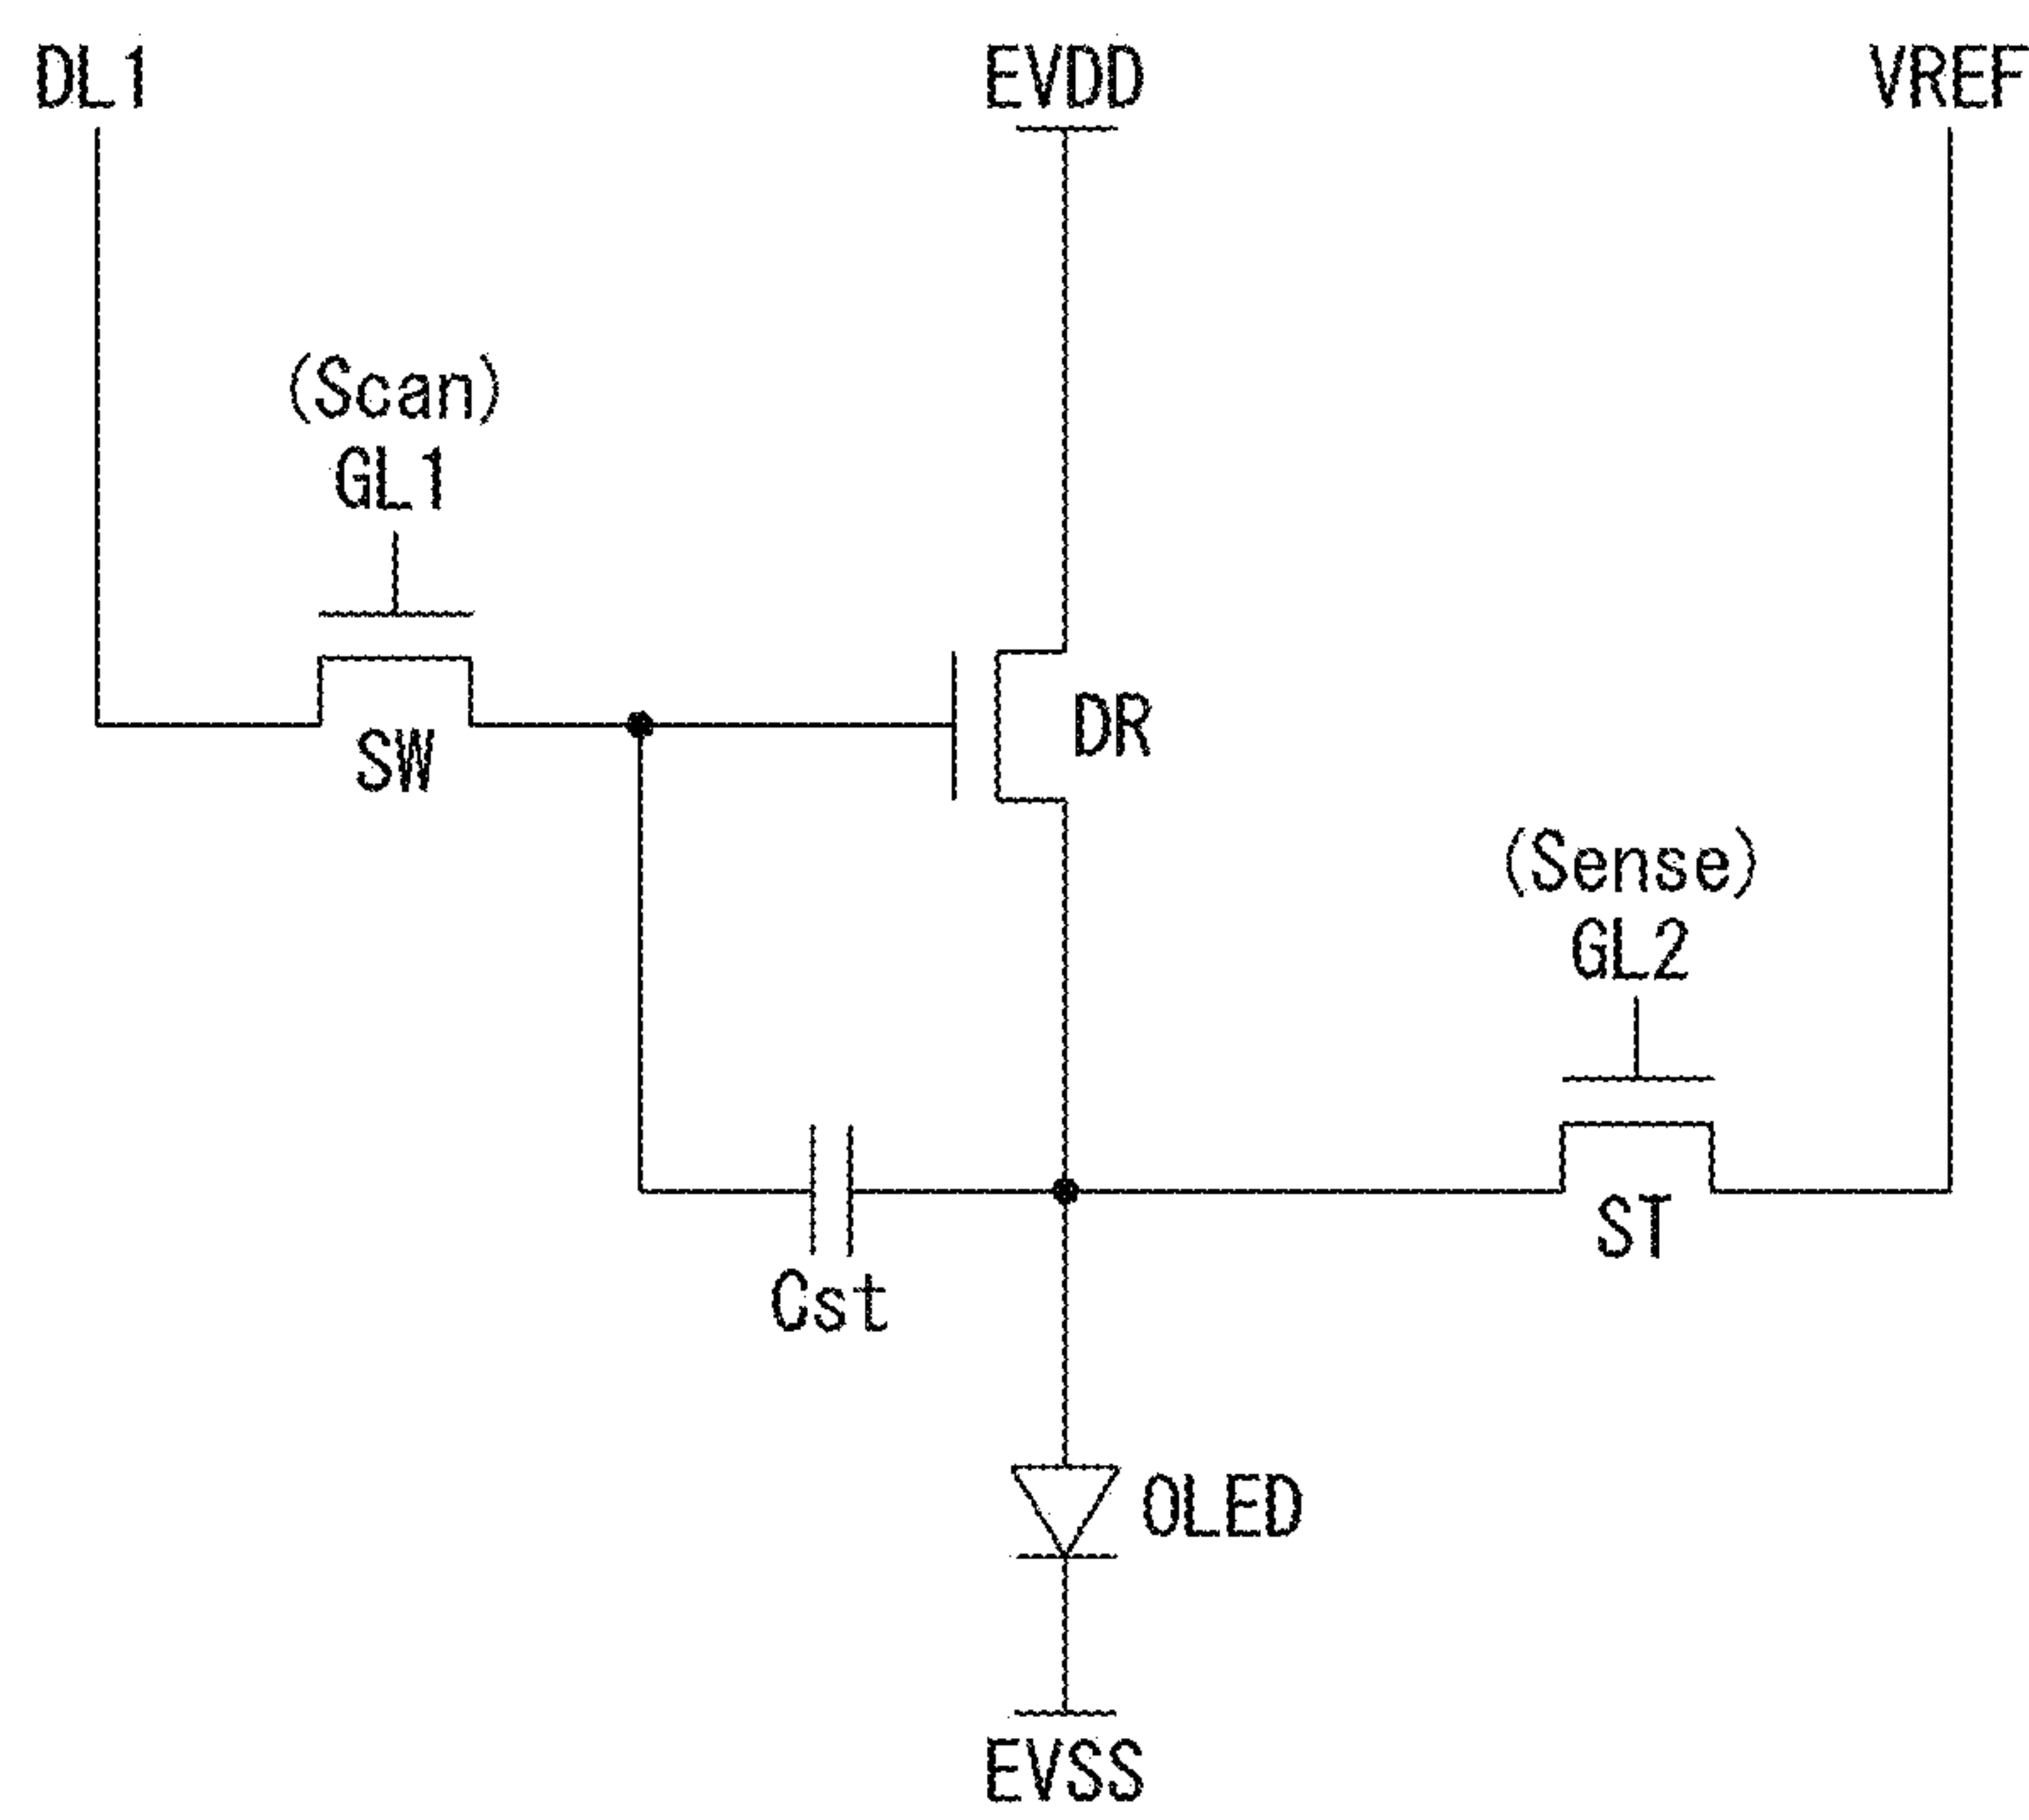 DL1
EVDD
VREF
(Scan)
GL1
SW
DR
(Sense)
GL2
ST
Cst
OLED
EVSS